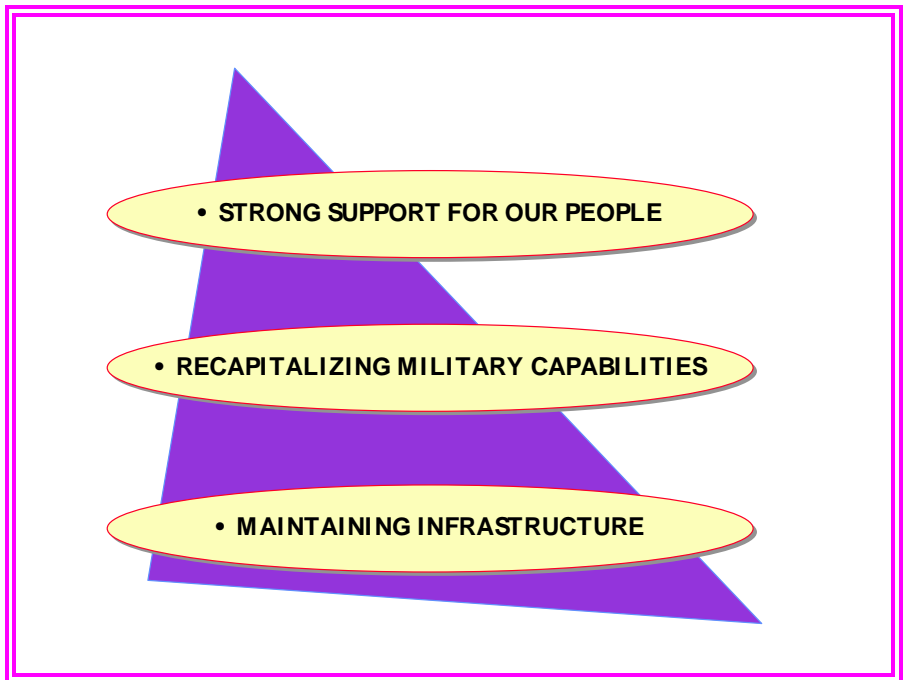 • STRONG SUPPORT FOR OUR PEOPLE
• RECAPITALIZING MILITARY CAPABILITIES
• MAINTAINING INFRASTRUCTURE